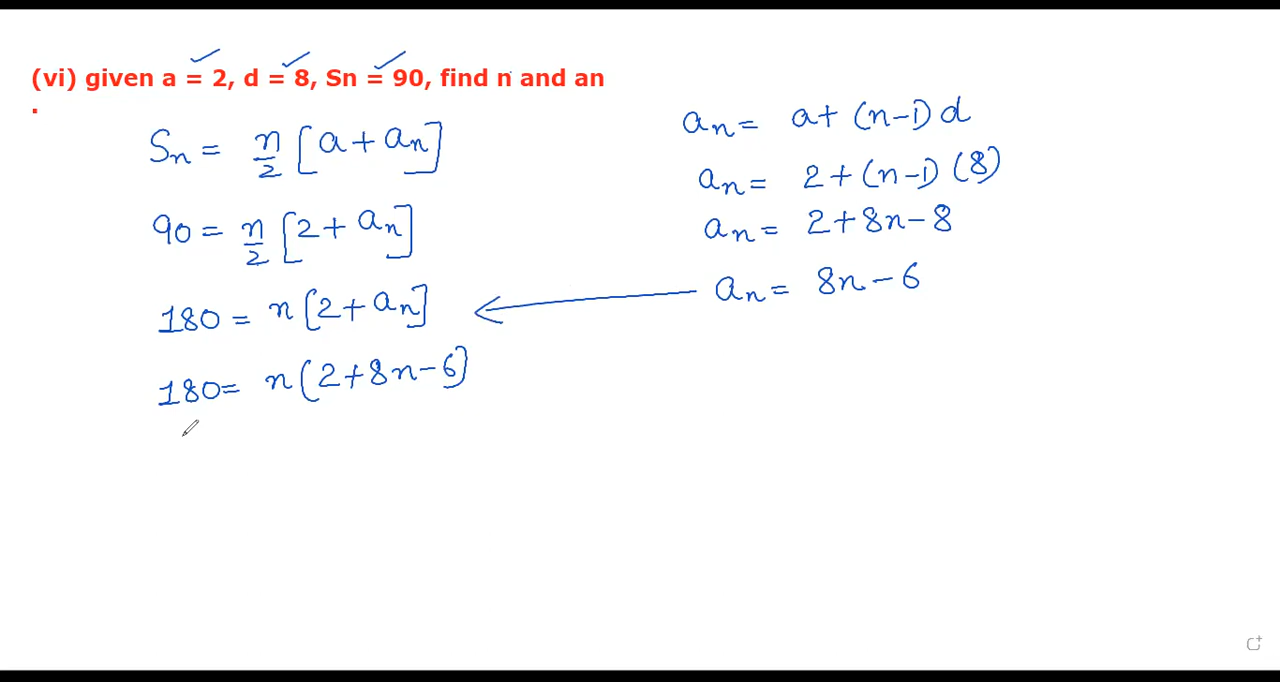 (vi) given a = 2, d = 8, Sn = 90, find n and an
.
Sn = n/2 [a + an]
90 = n/2 [2 + an]
180 = n[2 + an]
180 = n(2+8n-6)
an = a+ (n-1) d
an = 2+(n-1) (8)
an = 2+8n-8
an = 8n-6